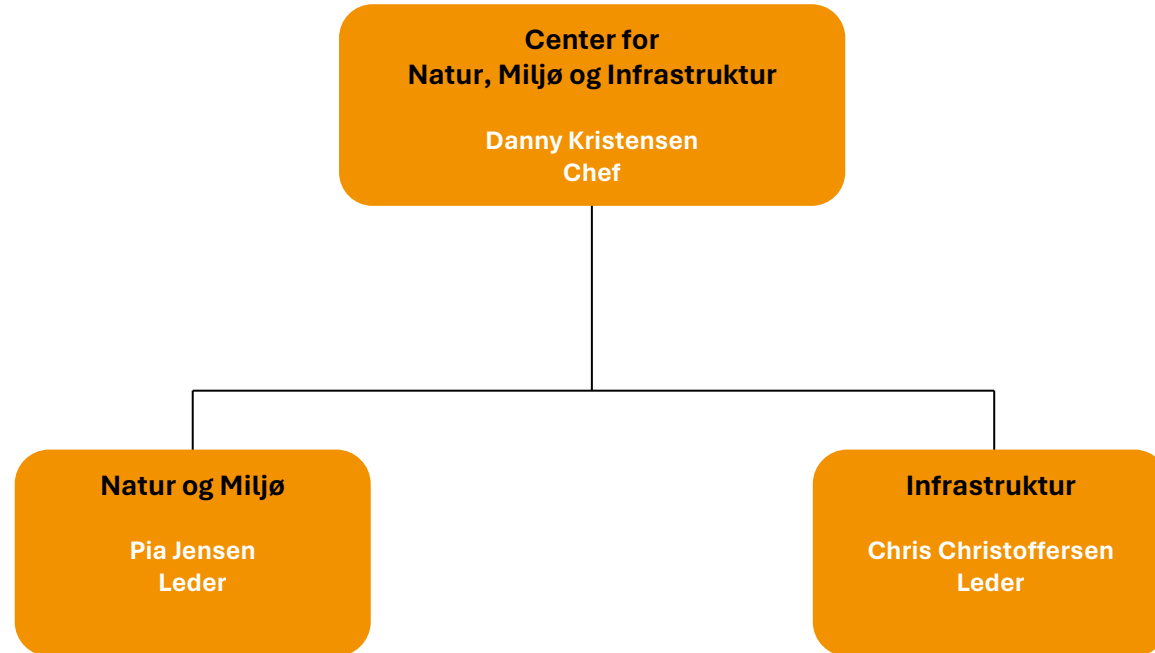 Center for
Natur, Miljø og Infrastruktur
Danny Kristensen
Chef
Natur og Miljø
Pia Jensen
Leder
Infrastruktur
Chris Christoffersen
Leder